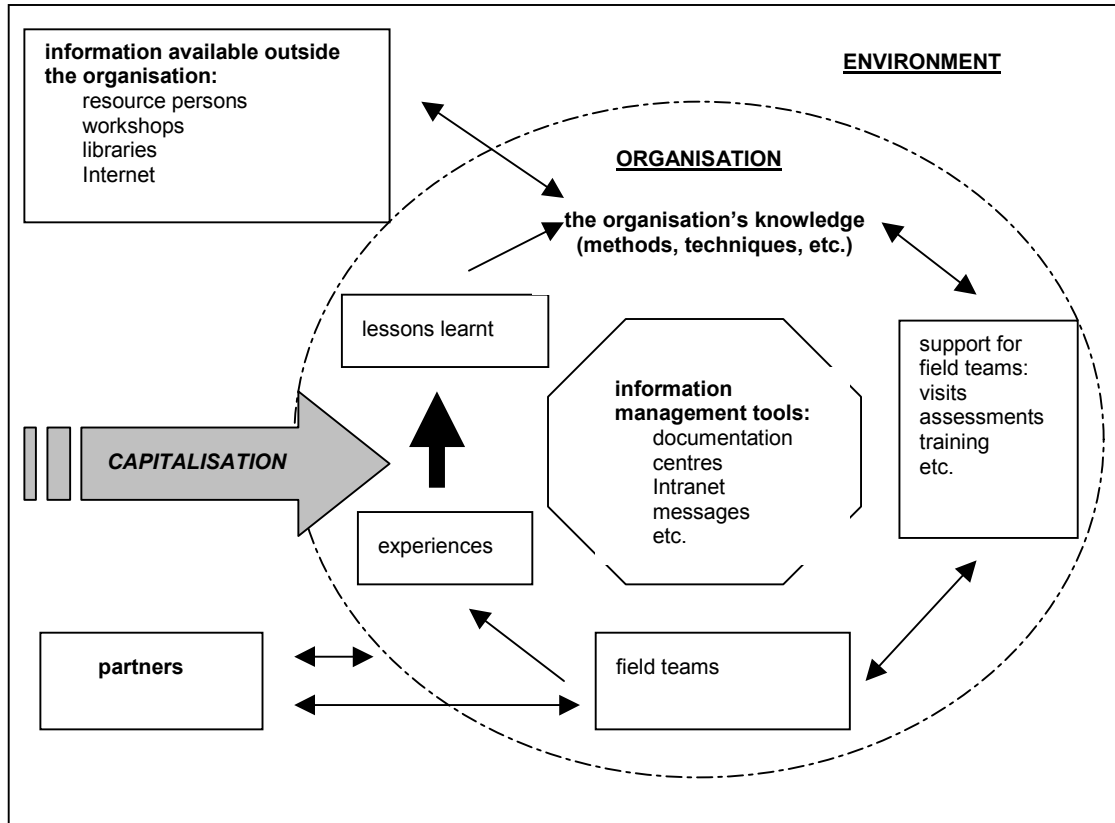 information available outside
the organisation:
resource persons
workshops
libraries
Internet
ENVIRONMENT
ORGANISATION
the organisation’s knowledge
(methods, techniques, etc.)
lessons learnt
information
management tools:
documentation
centres
Intranet
messages
etc.
support for
field teams:
visits
assessments
training
etc.
CAPITALISATION
experiences
partners
field teams